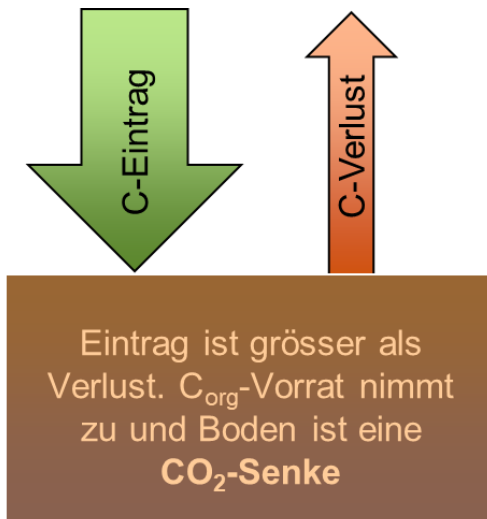 C-Eintrag
C-Verlust
Eintrag ist grösser als
Verlust. Corg-Vorrat nimmt
zu und Boden ist eine
CO2-Senke